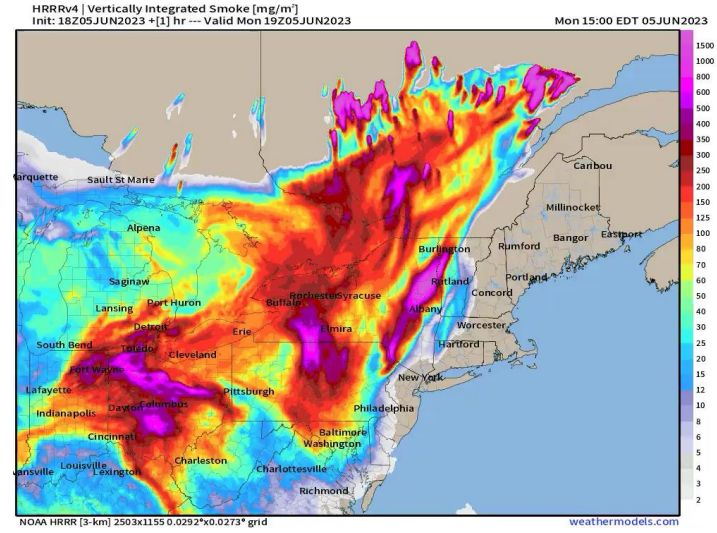 HRRRv4 | Vertically Integrated Smoke [mg/m²]
Init: 18Z05JUN2023 +[1] hr --- Valid Mon 19Z05JUN2023
Mon 15:00 EDT 05JUN2023
1500
1000
800
600
500
400
350
300
250
200
150
125
100
80
70
60
50
40
30
25
20
15
12
10
8
6
5
4
3
2
Caribou
arquette
Sault St Marie
Millinocket
Alpena
Bangor
Eastport
Burlington
Rumford
Saginaw
Rutland
Portland
Concord
Rochester
Syracuse
Port Huron
Buffalo
Lansing
Albany
Detroit
Erie
Elmira
Worcester
South Bend
Toledo
Cleveland
Hartford
Fort Wayne
New York
Lafayette
Pittsburgh
Dayton
Columbus
Philadelphia
Indianapolis
Cincinnati
Baltimore
Washington
Charleston
Louisville
Charlottesville
ansville
Lexington
Richmond
NOAA HRRR [3-km] 2503x1155 0.0292°x0.0273° grid
weathermodels.com